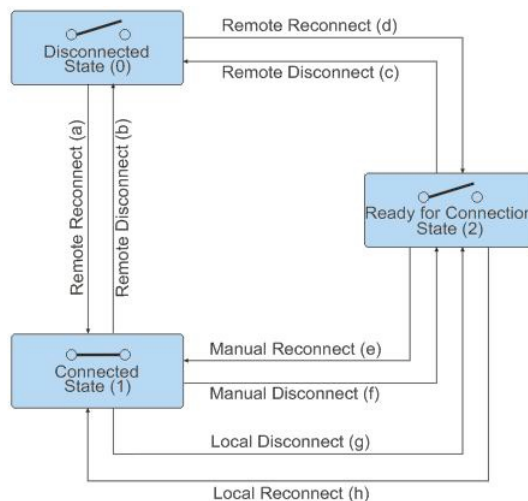 Disconnected
State (0)
Remote Reconnect (d)
Remote Disconnect (c)
Remote Reconnect (a)
Remote Disconnect (b)
Ready for Connection
State (2)
Connected
State (1)
Manual Reconnect (e)
Manual Disconnect (f)
Local Disconnect (g)
Local Reconnect (h)